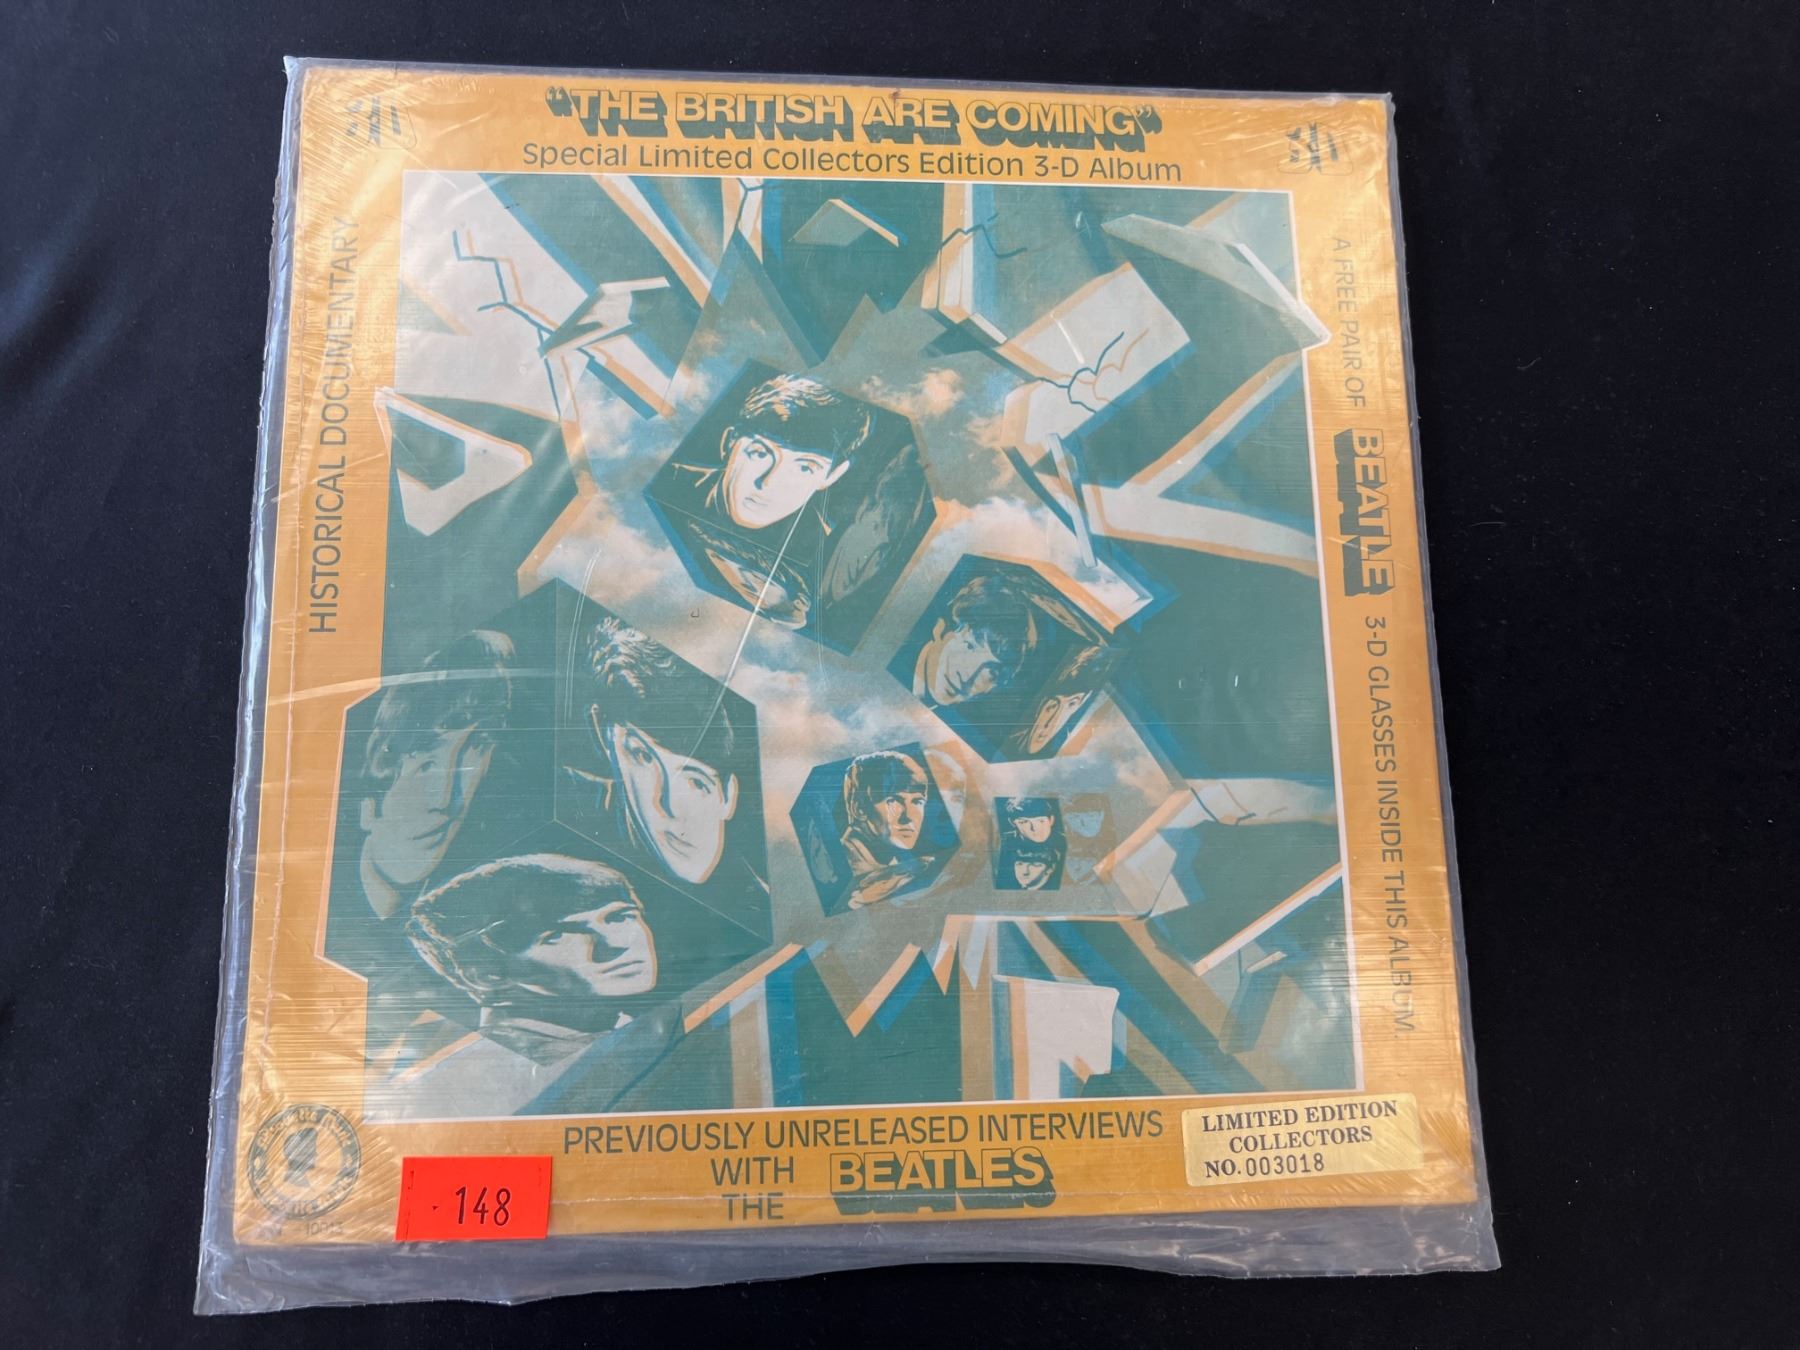 “THE BRITISH ARE COMING”
Special Limited Collectors Edition 3-D Album
HISTORICAL DOCUMENTARY
A FREE PAIR OF BEATLE 3-D GLASSES INSIDE THIS ALBUM.
PREVIOUSLY UNRELEASED INTERVIEWS
WITH
THE BEATLES
LIMITED EDITION
COLLECTORS
NO. 003018
148